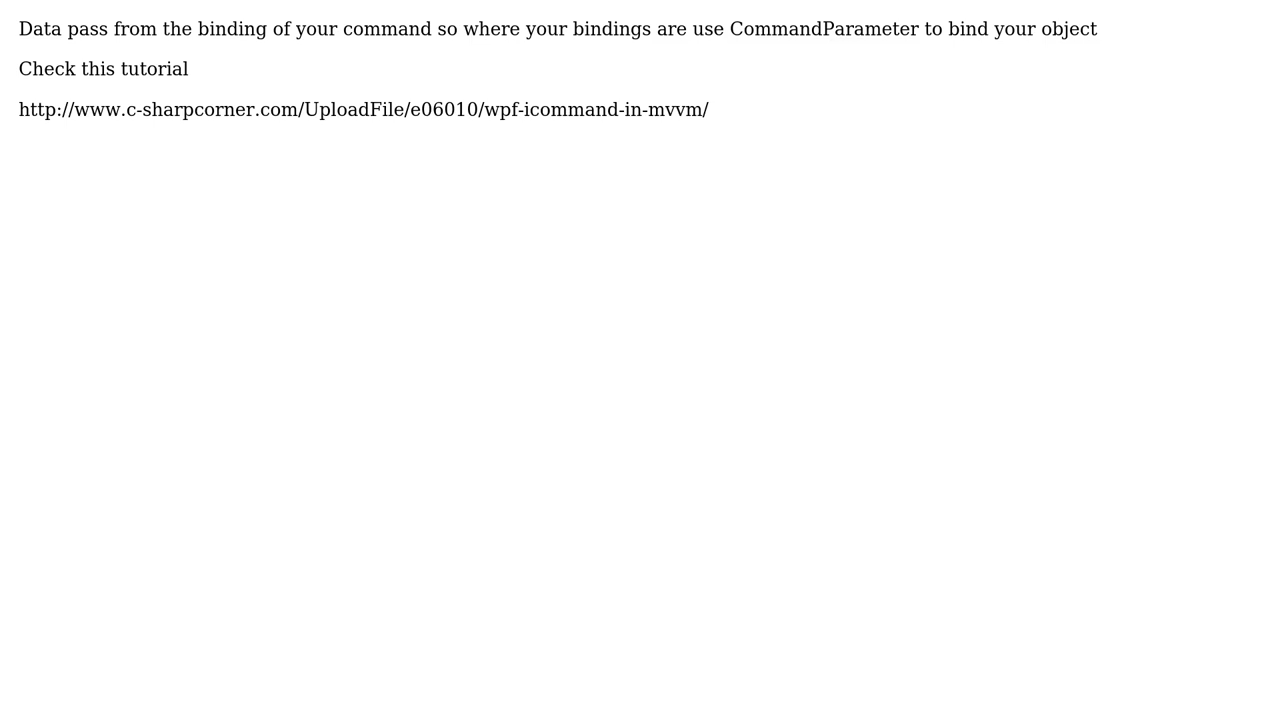 Data pass from the binding of your command so where your bindings are use CommandParameter to bind your object
Check this tutorial
http://www.c-sharpcorner.com/UploadFile/e06010/wpf-icommand-in-mvvm/